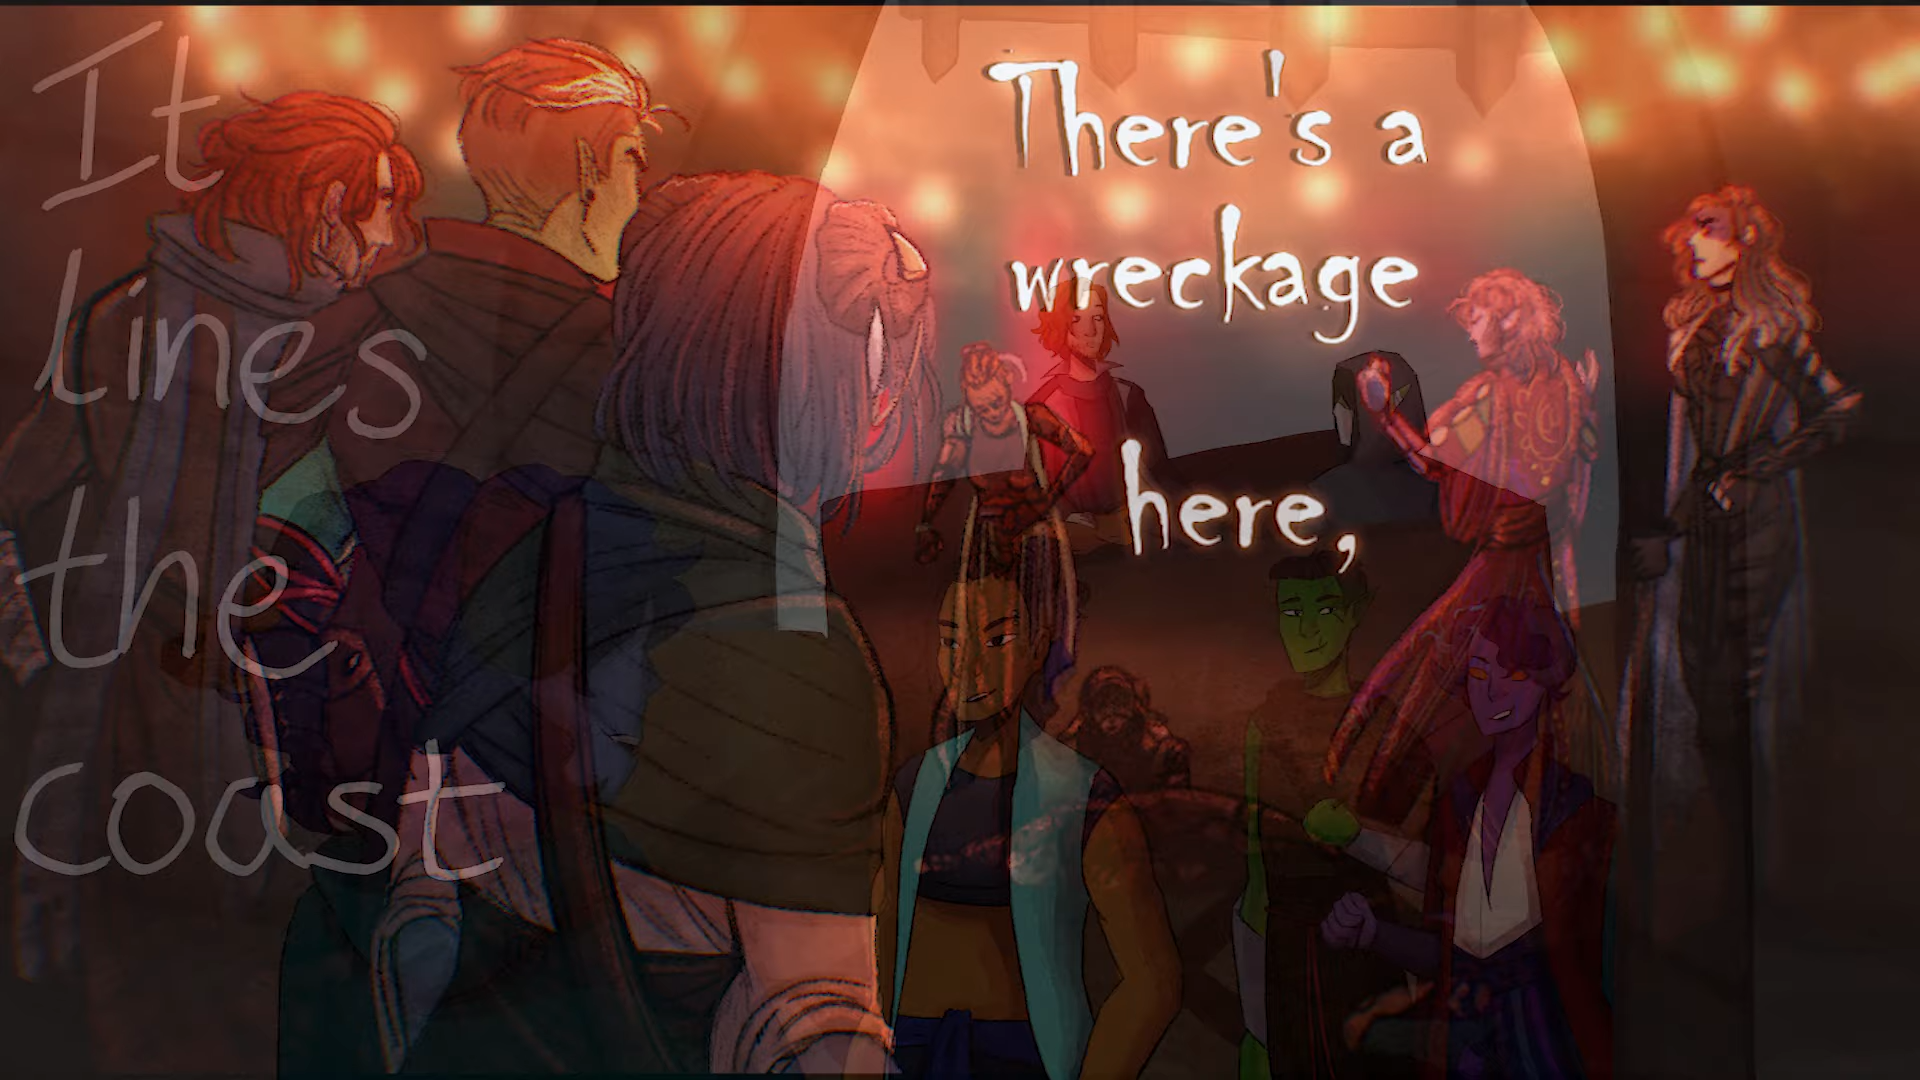 It
lines
the
coast
There's a
wreckage
here,